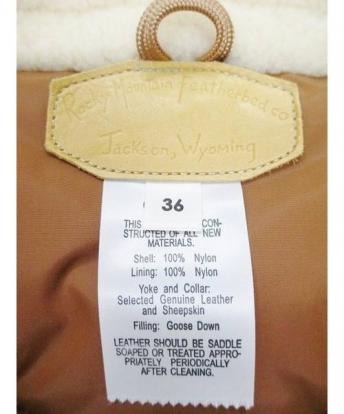 Rocky Mountain Featherbed co
Jackson, Wyoming
36
THIS CON-
STRUCTED OF ALL NEW
MATERIALS.
Shell: 100% Nylon
Lining: 100% Nylon
Yoke and Collar:
Selected Genuine Leather
and Sheepskin
Filling: Goose Down
LEATHER SHOULD BE SADDLE
SOAPED OR TREATED APPRO-
PRIATELY PERIODICALLY
AFTER CLEANING.